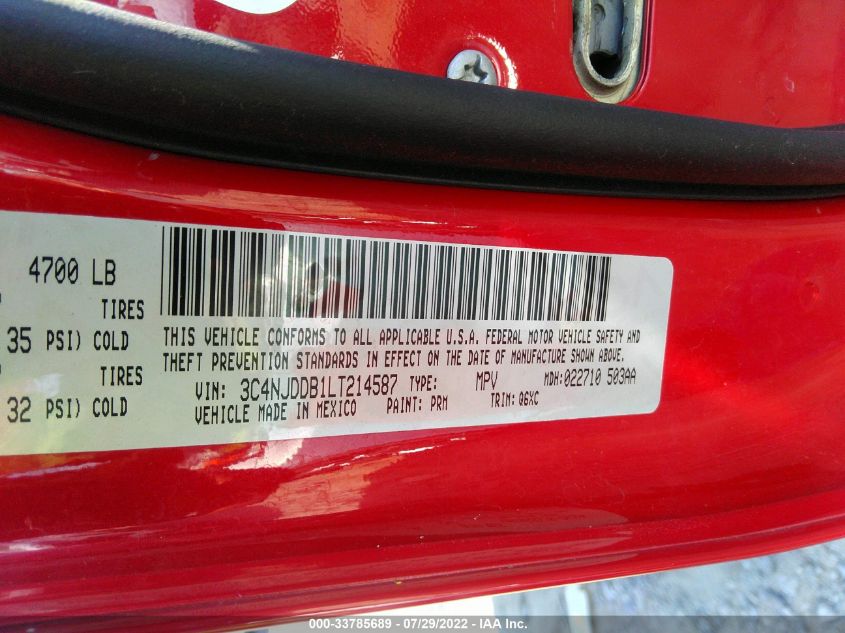 4700 LB
TIRES
35 PSI) COLD
TIRES
32 PSI) COLD
THIS VEHICLE CONFORMS TO ALL APPLICABLE U.S.A. FEDERAL MOTOR VEHICLE SAFETY AND
THEFT PREVENTION STANDARDS IN EFFECT ON THE DATE OF MANUFACTURE SHOWN ABOVE.
VIN: 3C4NJDDB1LT214587 TYPE: MPV MDH:022710 503AA
VEHICLE MADE IN MEXICO PAINT: PRM TRIM: Q6XC
000-33785689 - 07/29/2022 - IAA Inc.